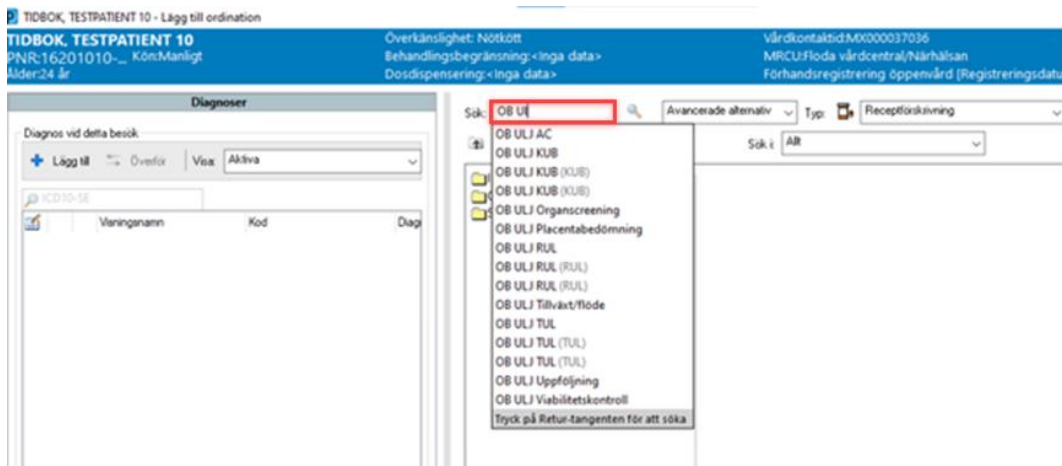 TIDBOK, TESTPATIENT 10 - Lägg till ordination
TIDBOK, TESTPATIENT 10
PNR:16201010-... Kön:Manligt
Ålder:24 år
Överkänslighet: Nötkött
Behandlingsbegränsning:<Inga data>
Dosdispensering:<Inga data>
Vårdkontaktid:MX000037036
MRCU:Floda vårdcentral/Närhälsan
Förhandsregistrering öppenvård [Registreringsdatu
Diagnoser
Diagnos vid detta besök
Lägg till Överför Visa: Aktiva
ICD10-SE
Visningsnamn Kod Diag
Sök: OB Ul Avancerade alternativ Typ: Receptförskrivning
Sök i: Allt
OB ULJ AC
OB ULJ KUB
OB ULJ KUB (KUB)
OB ULJ KUB (KUB)
OB ULJ Organscreening
OB ULJ Placentabedömning
OB ULJ RUL
OB ULJ RUL (RUL)
OB ULJ RUL (RUL)
OB ULJ Tillväxt/flöde
OB ULJ TUL
OB ULJ TUL (TUL)
OB ULJ TUL (TUL)
OB ULJ Uppföljning
OB ULJ Viabilitetskontroll
Tryck på Retur-tangenten för att söka